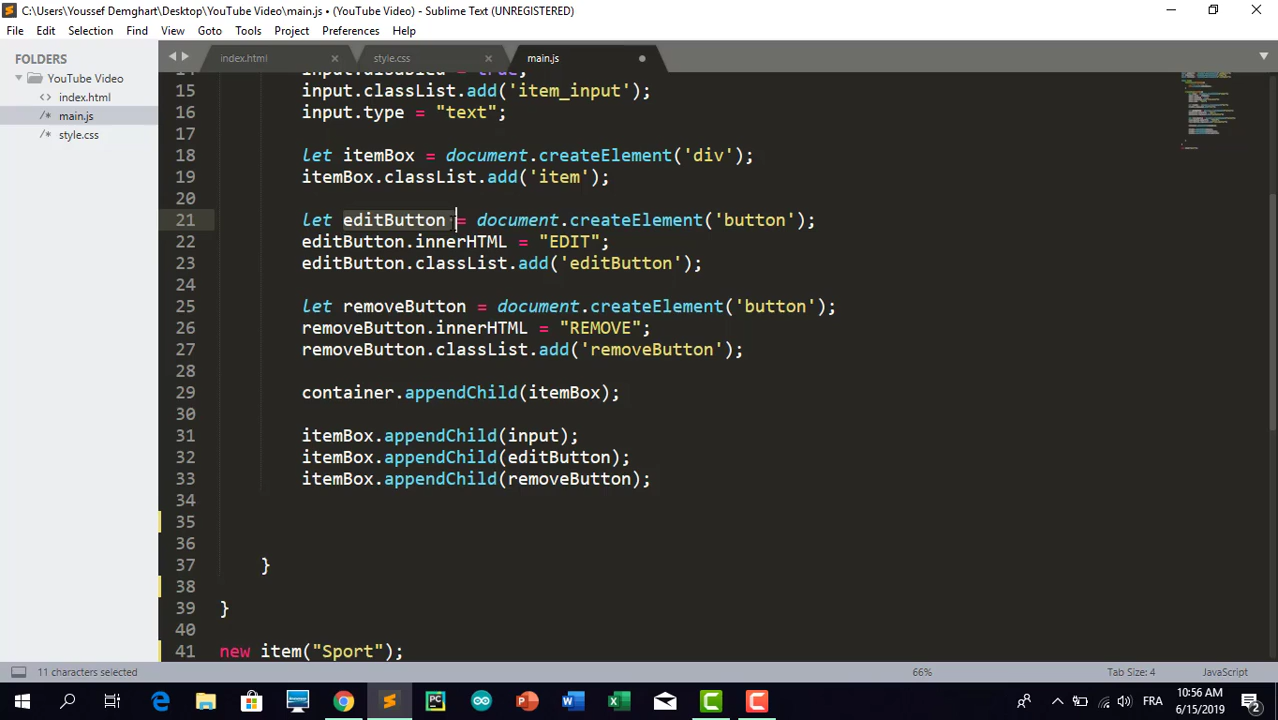 C:\Users\Youssef Demghart\Desktop\YouTube Video\main.js • (YouTube Video) - Sublime Text (UNREGISTERED)
File Edit Selection Find View Goto Tools Project Preferences Help
FOLDERS
YouTube Video
index.html
main.js
style.css
index.html style.css main.js
15 input.classList.add('item_input');
16 input.type = "text";
17
18 let itemBox = document.createElement('div');
19 itemBox.classList.add('item');
20
21 let editButton = document.createElement('button');
22 editButton.innerHTML = "EDIT";
23 editButton.classList.add('editButton');
24
25 let removeButton = document.createElement('button');
26 removeButton.innerHTML = "REMOVE";
27 removeButton.classList.add('removeButton');
28
29 container.appendChild(itemBox);
30
31 itemBox.appendChild(input);
32 itemBox.appendChild(editButton);
33 itemBox.appendChild(removeButton);
34
35
36
37 }
38
39 }
40
41 new item("Sport");
11 characters selected 66% Tab Size: 4 JavaScript
FRA 10:56 AM
6/15/2019